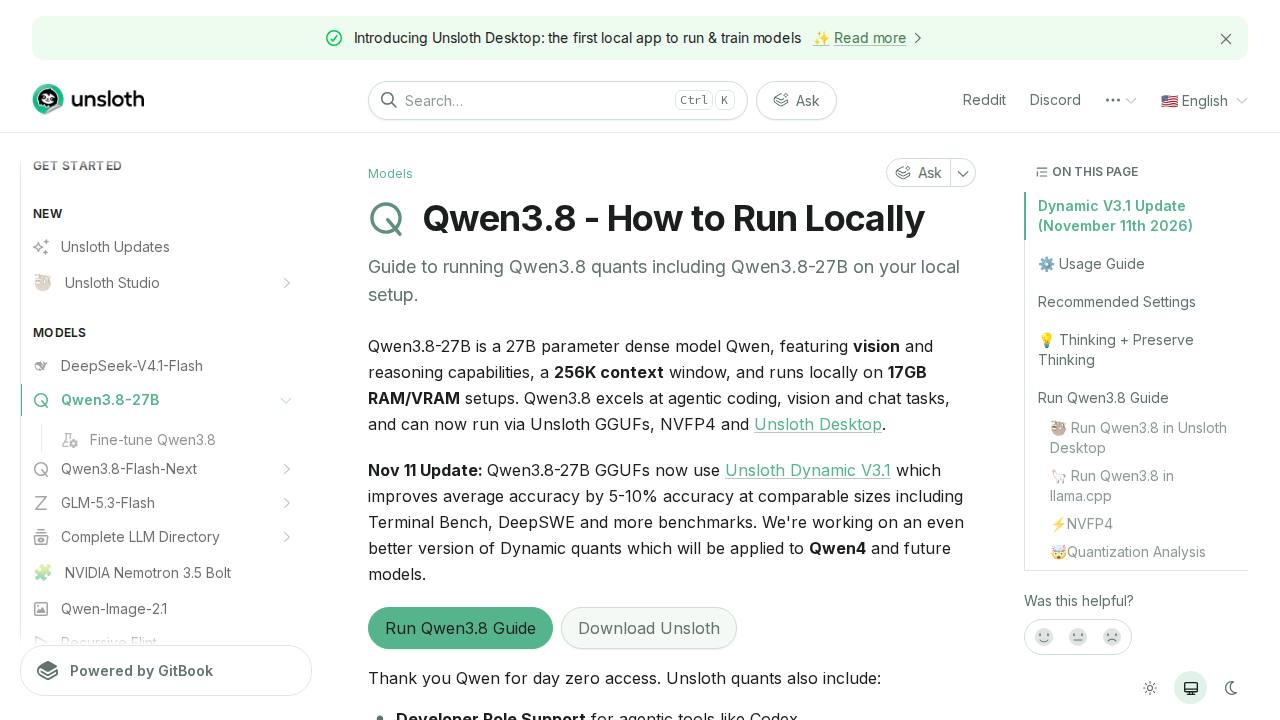 Introducing Unsloth Desktop: the first local app to run & train models ✨ Read more
unsloth
Search...
Ctrl K
Ask
Reddit
Discord
🇺🇸 English
GET STARTED
NEW
Unsloth Updates
🦥 Unsloth Studio
MODELS
DeepSeek-V4.1-Flash
Qwen3.8-27B
Fine-tune Qwen3.8
Qwen3.8-Flash-Next
GLM-5.3-Flash
Complete LLM Directory
🧩 NVIDIA Nemotron 3.5 Bolt
Qwen-Image-2.1
Recursive Flint
Powered by GitBook
Models
Ask
Qwen3.8 - How to Run Locally
Guide to running Qwen3.8 quants including Qwen3.8-27B on your local
setup.
Qwen3.8-27B is a 27B parameter dense model Qwen, featuring vision and
reasoning capabilities, a 256K context window, and runs locally on 17GB
RAM/VRAM setups. Qwen3.8 excels at agentic coding, vision and chat tasks,
and can now run via Unsloth GGUFs, NVFP4 and Unsloth Desktop.
Nov 11 Update: Qwen3.8-27B GGUFs now use Unsloth Dynamic V3.1 which
improves average accuracy by 5-10% accuracy at comparable sizes including
Terminal Bench, DeepSWE and more benchmarks. We're working on an even
better version of Dynamic quants which will be applied to Qwen4 and future
models.
Run Qwen3.8 Guide
Download Unsloth
Thank you Qwen for day zero access. Unsloth quants also include:
Developer Role Support for agentic tools like Codex
ON THIS PAGE
Dynamic V3.1 Update
(November 11th 2026)
⚙️ Usage Guide
Recommended Settings
💡 Thinking + Preserve
Thinking
Run Qwen3.8 Guide
🦥 Run Qwen3.8 in Unsloth
Desktop
🦙 Run Qwen3.8 in
llama.cpp
⚡NVFP4
🤯Quantization Analysis
Was this helpful?